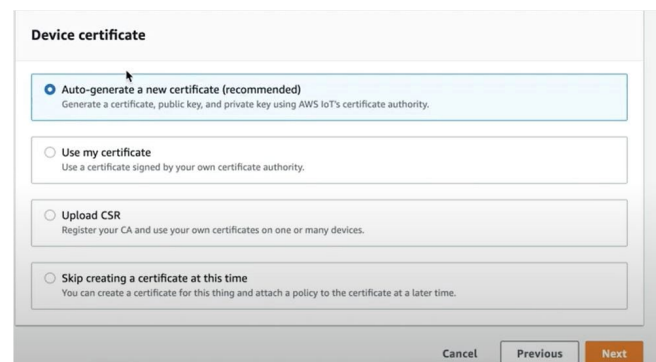 Device certificate
Auto-generate a new certificate (recommended)
Generate a certificate, public key, and private key using AWS IoT's certificate authority.
Use my certificate
Use a certificate signed by your own certificate authority.
Upload CSR
Register your CA and use your own certificates on one or many devices.
Skip creating a certificate at this time
You can create a certificate for this thing and attach a policy to the certificate at a later time.
Cancel Previous Next